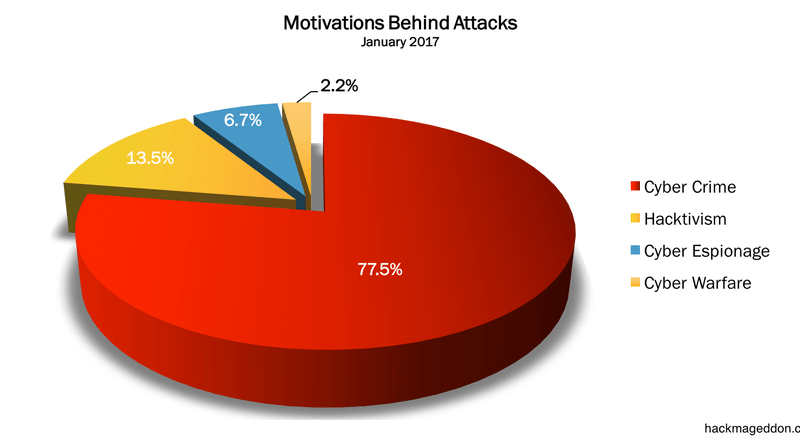 Motivations Behind Attacks
January 2017
2.2%
6.7%
13.5%
77.5%
Cyber Crime
Hacktivism
Cyber Espionage
Cyber Warfare
hackmageddon.c